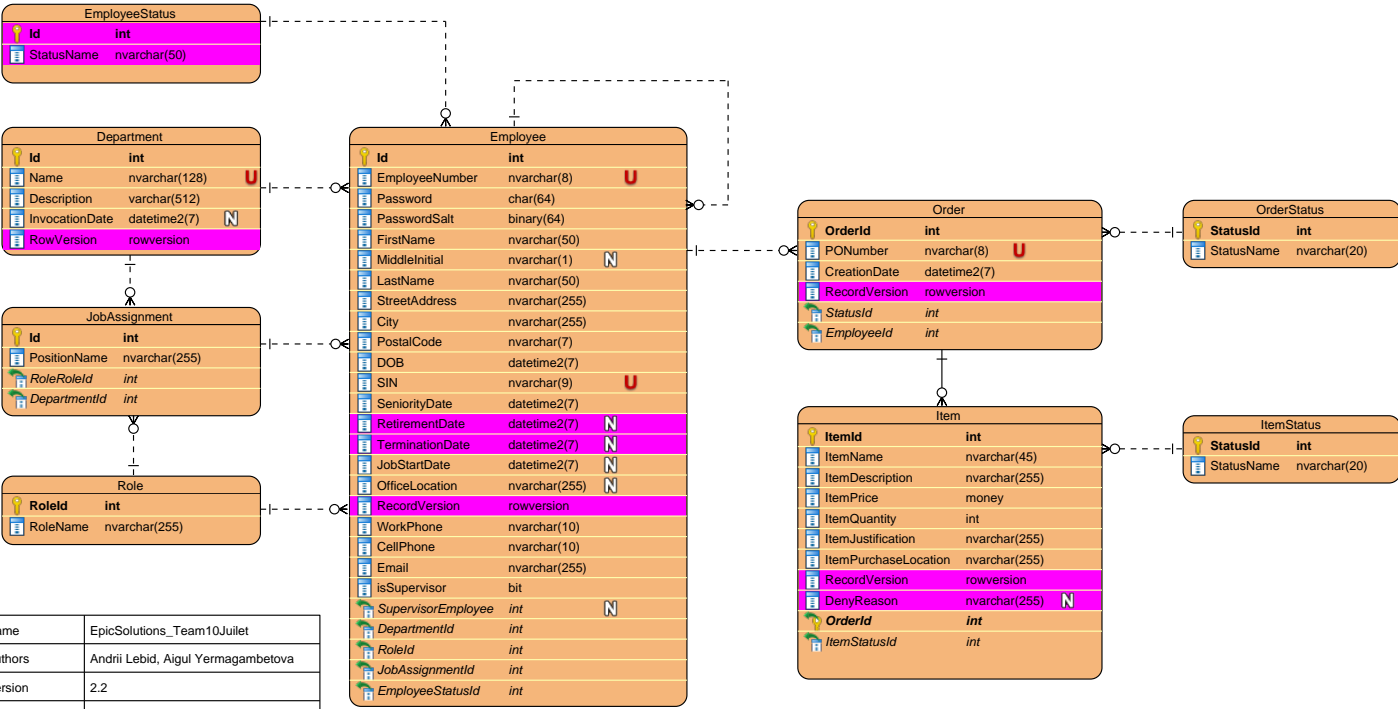 EmployeeStatus
Id int
StatusName nvarchar(50)
Department
Id int
Name nvarchar(128) U
Description varchar(512)
InvocationDate datetime2(7) N
RowVersion rowversion
JobAssignment
Id int
PositionName nvarchar(255)
RoleRoleId int
DepartmentId int
Role
RoleId int
RoleName nvarchar(255)
ame EpicSolutions_Team10Juilet
thors Andrii Lebid, Aigul Yermagambetova
ersion 2.2
Employee
Id int
EmployeeNumber nvarchar(8) U
Password char(64)
PasswordSalt binary(64)
FirstName nvarchar(50)
MiddleInitial nvarchar(1) N
LastName nvarchar(50)
StreetAddress nvarchar(255)
City nvarchar(255)
PostalCode nvarchar(7)
DOB datetime2(7)
SIN nvarchar(9) U
SeniorityDate datetime2(7)
RetirementDate datetime2(7) N
TerminationDate datetime2(7) N
JobStartDate datetime2(7) N
OfficeLocation nvarchar(255) N
RecordVersion rowversion
WorkPhone nvarchar(10)
CellPhone nvarchar(10)
Email nvarchar(255)
isSupervisor bit
SupervisorEmployee int N
DepartmentId int
RoleId int
JobAssignmentId int
EmployeeStatusId int
Order
OrderId int
PONumber nvarchar(8) U
CreationDate datetime2(7)
RecordVersion rowversion
StatusId int
EmployeeId int
Item
ItemId int
ItemName nvarchar(45)
ItemDescription nvarchar(255)
ItemPrice money
ItemQuantity int
ItemJustification nvarchar(255)
ItemPurchaseLocation nvarchar(255)
RecordVersion rowversion
DenyReason nvarchar(255) N
OrderId int
ItemStatusId int
OrderStatus
StatusId int
StatusName nvarchar(20)
ItemStatus
StatusId int
StatusName nvarchar(20)